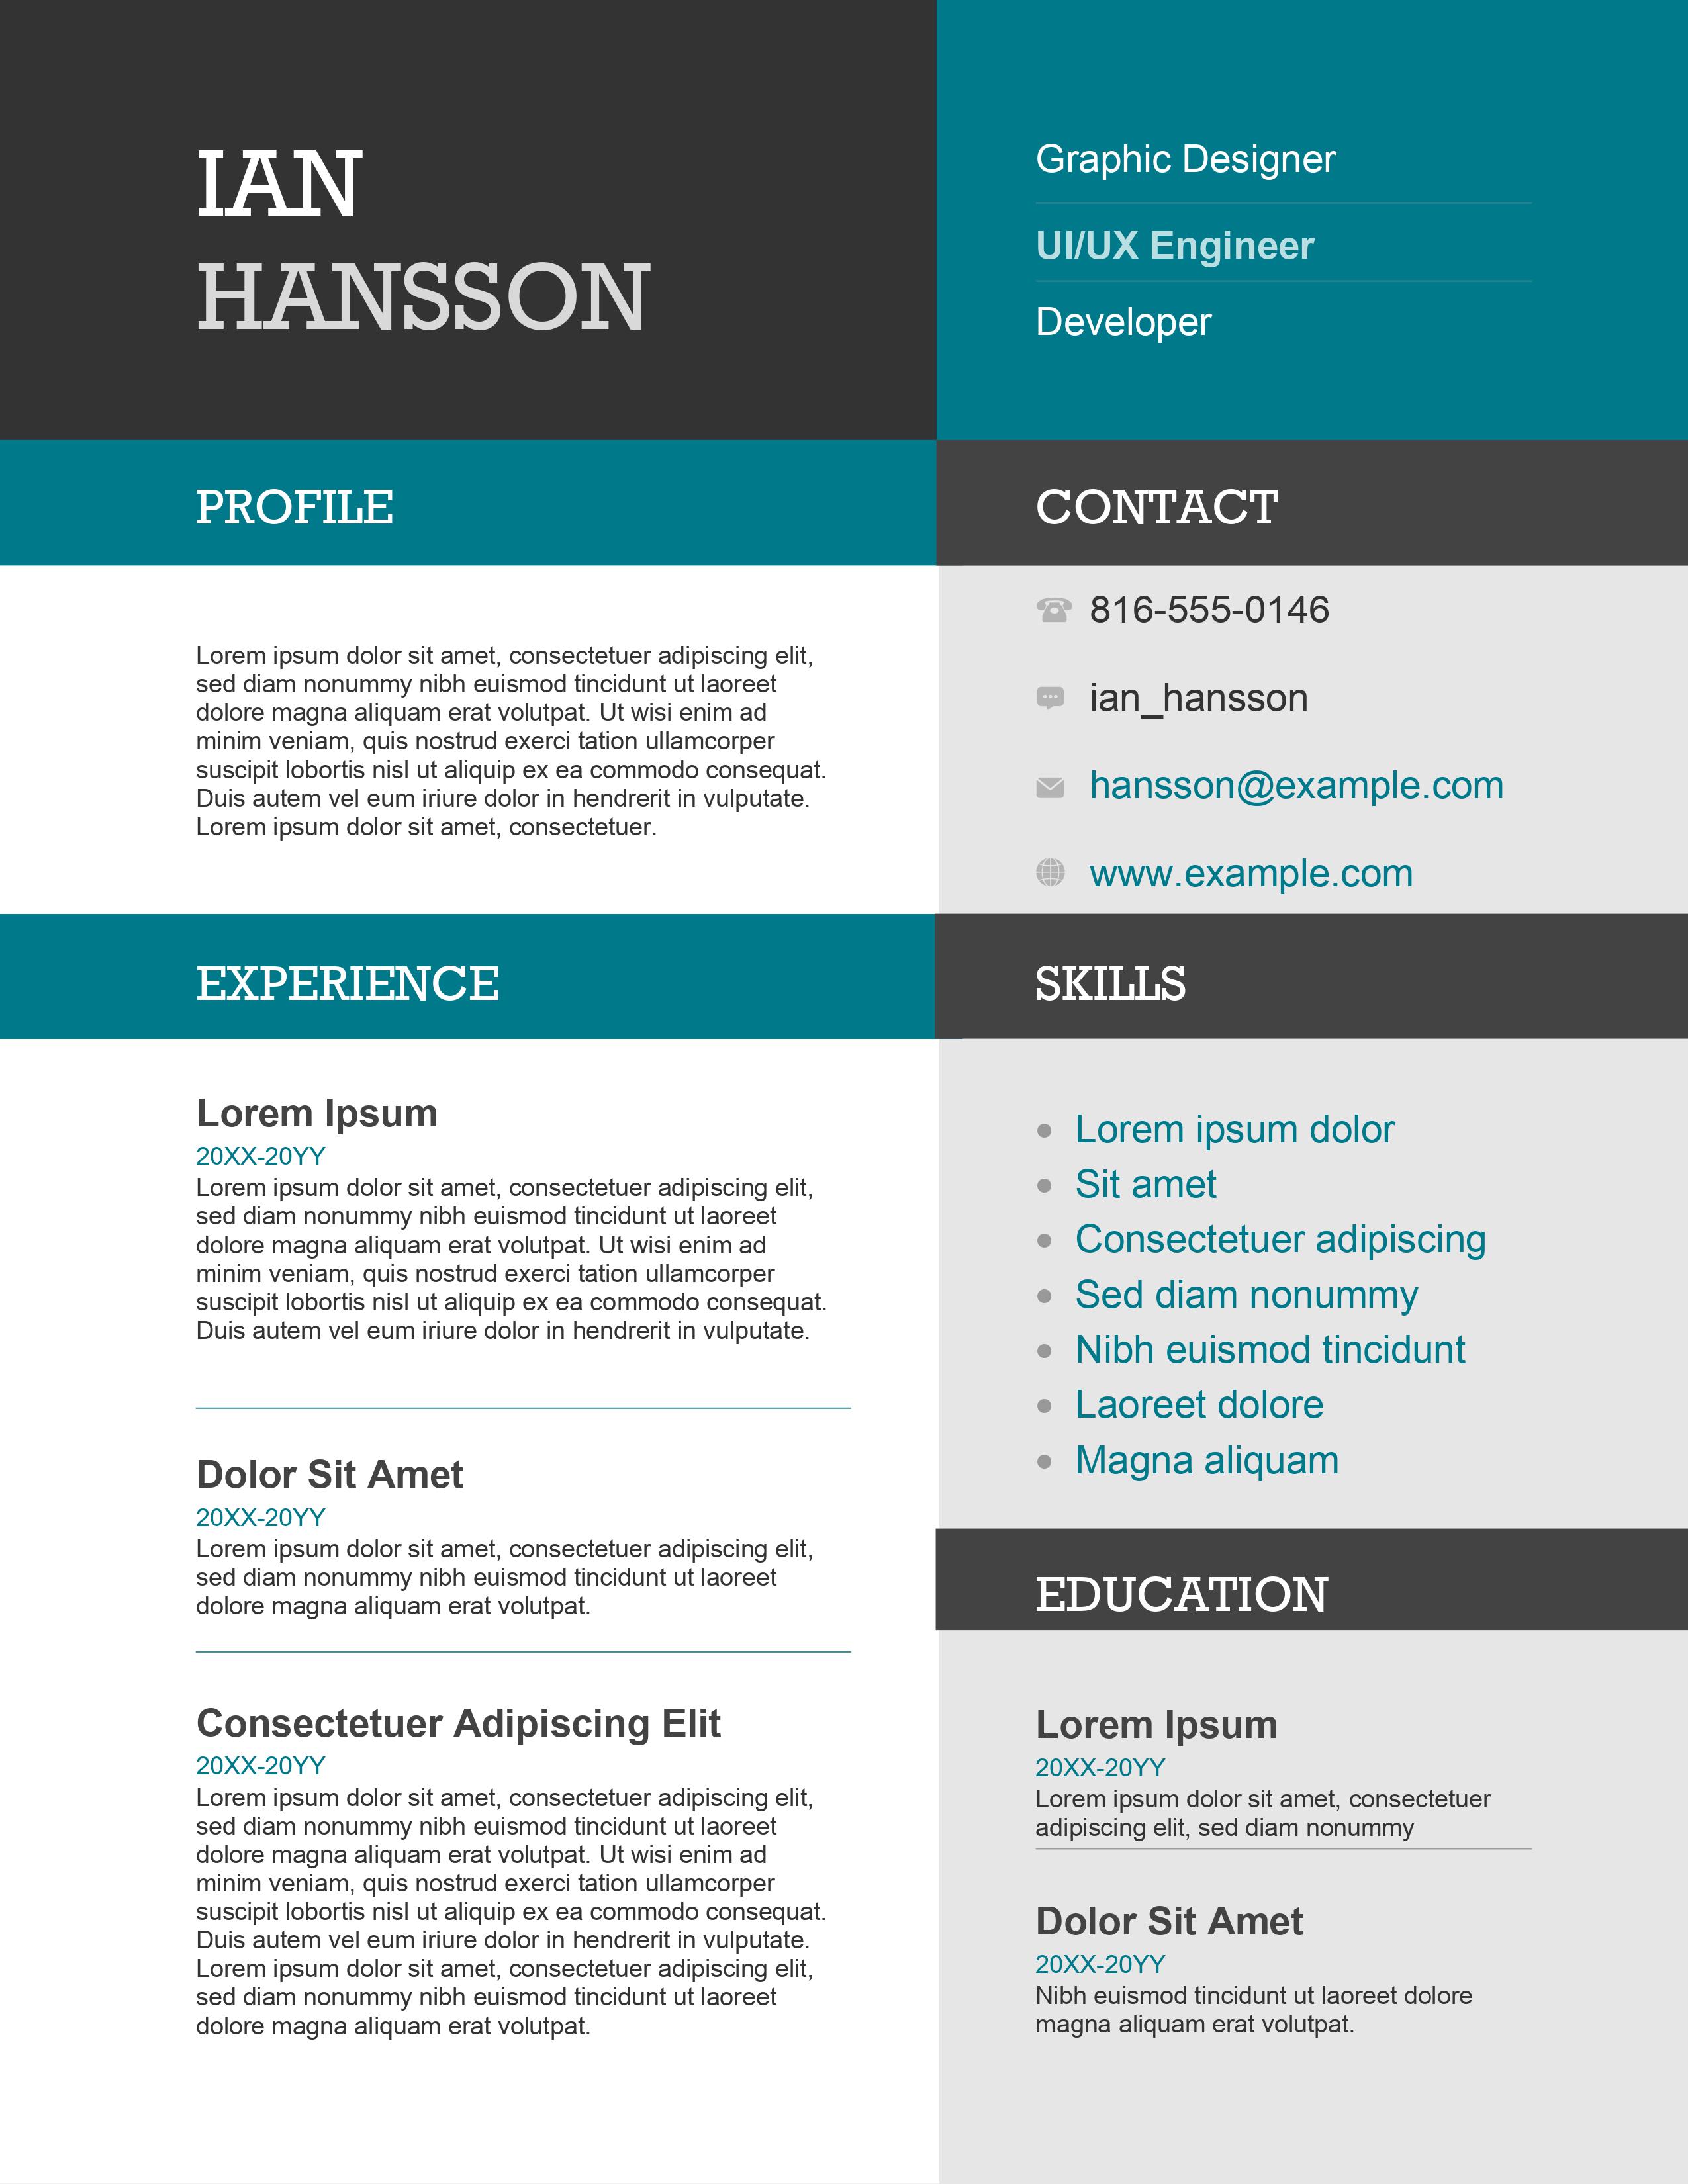 IAN
HANSSON
Graphic Designer
UI/UX Engineer
Developer
PROFILE
Lorem ipsum dolor sit amet, consectetuer adipiscing elit,
sed diam nonummy nibh euismod tincidunt ut laoreet
dolore magna aliquam erat volutpat. Ut wisi enim ad
minim veniam, quis nostrud exerci tation ullamcorper
suscipit lobortis nisl ut aliquip ex ea commodo consequat.
Duis autem vel eum iriure dolor in hendrerit in vulputate.
Lorem ipsum dolor sit amet, consectetuer.
CONTACT
816-555-0146
ian_hansson
hansson@example.com
www.example.com
EXPERIENCE
Lorem Ipsum
20XX-20YY
Lorem ipsum dolor sit amet, consectetuer adipiscing elit,
sed diam nonummy nibh euismod tincidunt ut laoreet
dolore magna aliquam erat volutpat. Ut wisi enim ad
minim veniam, quis nostrud exerci tation ullamcorper
suscipit lobortis nisl ut aliquip ex ea commodo consequat.
Duis autem vel eum iriure dolor in hendrerit in vulputate.
Dolor Sit Amet
20XX-20YY
Lorem ipsum dolor sit amet, consectetuer adipiscing elit,
sed diam nonummy nibh euismod tincidunt ut laoreet
dolore magna aliquam erat volutpat.
Consectetuer Adipiscing Elit
20XX-20YY
Lorem ipsum dolor sit amet, consectetuer adipiscing elit,
sed diam nonummy nibh euismod tincidunt ut laoreet
dolore magna aliquam erat volutpat. Ut wisi enim ad
minim veniam, quis nostrud exerci tation ullamcorper
suscipit lobortis nisl ut aliquip ex ea commodo consequat.
Duis autem vel eum iriure dolor in hendrerit in vulputate.
Lorem ipsum dolor sit amet, consectetuer adipiscing elit,
sed diam nonummy nibh euismod tincidunt ut laoreet
dolore magna aliquam erat volutpat.
SKILLS
Lorem ipsum dolor
Sit amet
Consectetuer adipiscing
Sed diam nonummy
Nibh euismod tincidunt
Laoreet dolore
Magna aliquam
EDUCATION
Lorem Ipsum
20XX-20YY
Lorem ipsum dolor sit amet, consectetuer
adipiscing elit, sed diam nonummy
Dolor Sit Amet
20XX-20YY
Nibh euismod tincidunt ut laoreet dolore
magna aliquam erat volutpat.